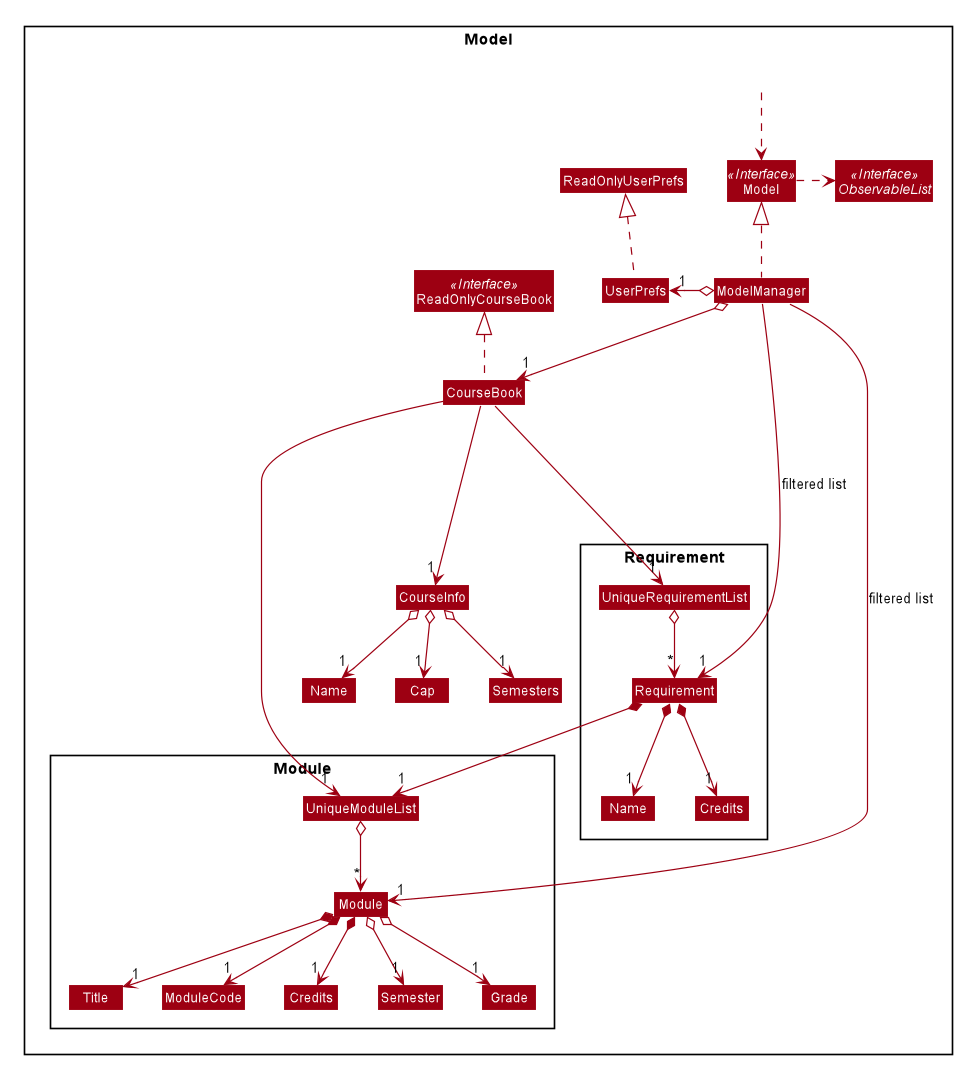 Model
«Interface»
Model
«Interface»
ObservableList
ReadOnlyUserPrefs
UserPrefs
1
ModelManager
«Interface»
ReadOnlyCourseBook
1
CourseBook
filtered list
filtered list
Requirement
1
1
CourseInfo
UniqueRequirementList
1
1
1
*
1
Name
Cap
Semesters
Requirement
Module
1
1
1
1
UniqueModuleList
Name
Credits
*
1
Module
1
1
1
1
1
Title
ModuleCode
Credits
Semester
Grade